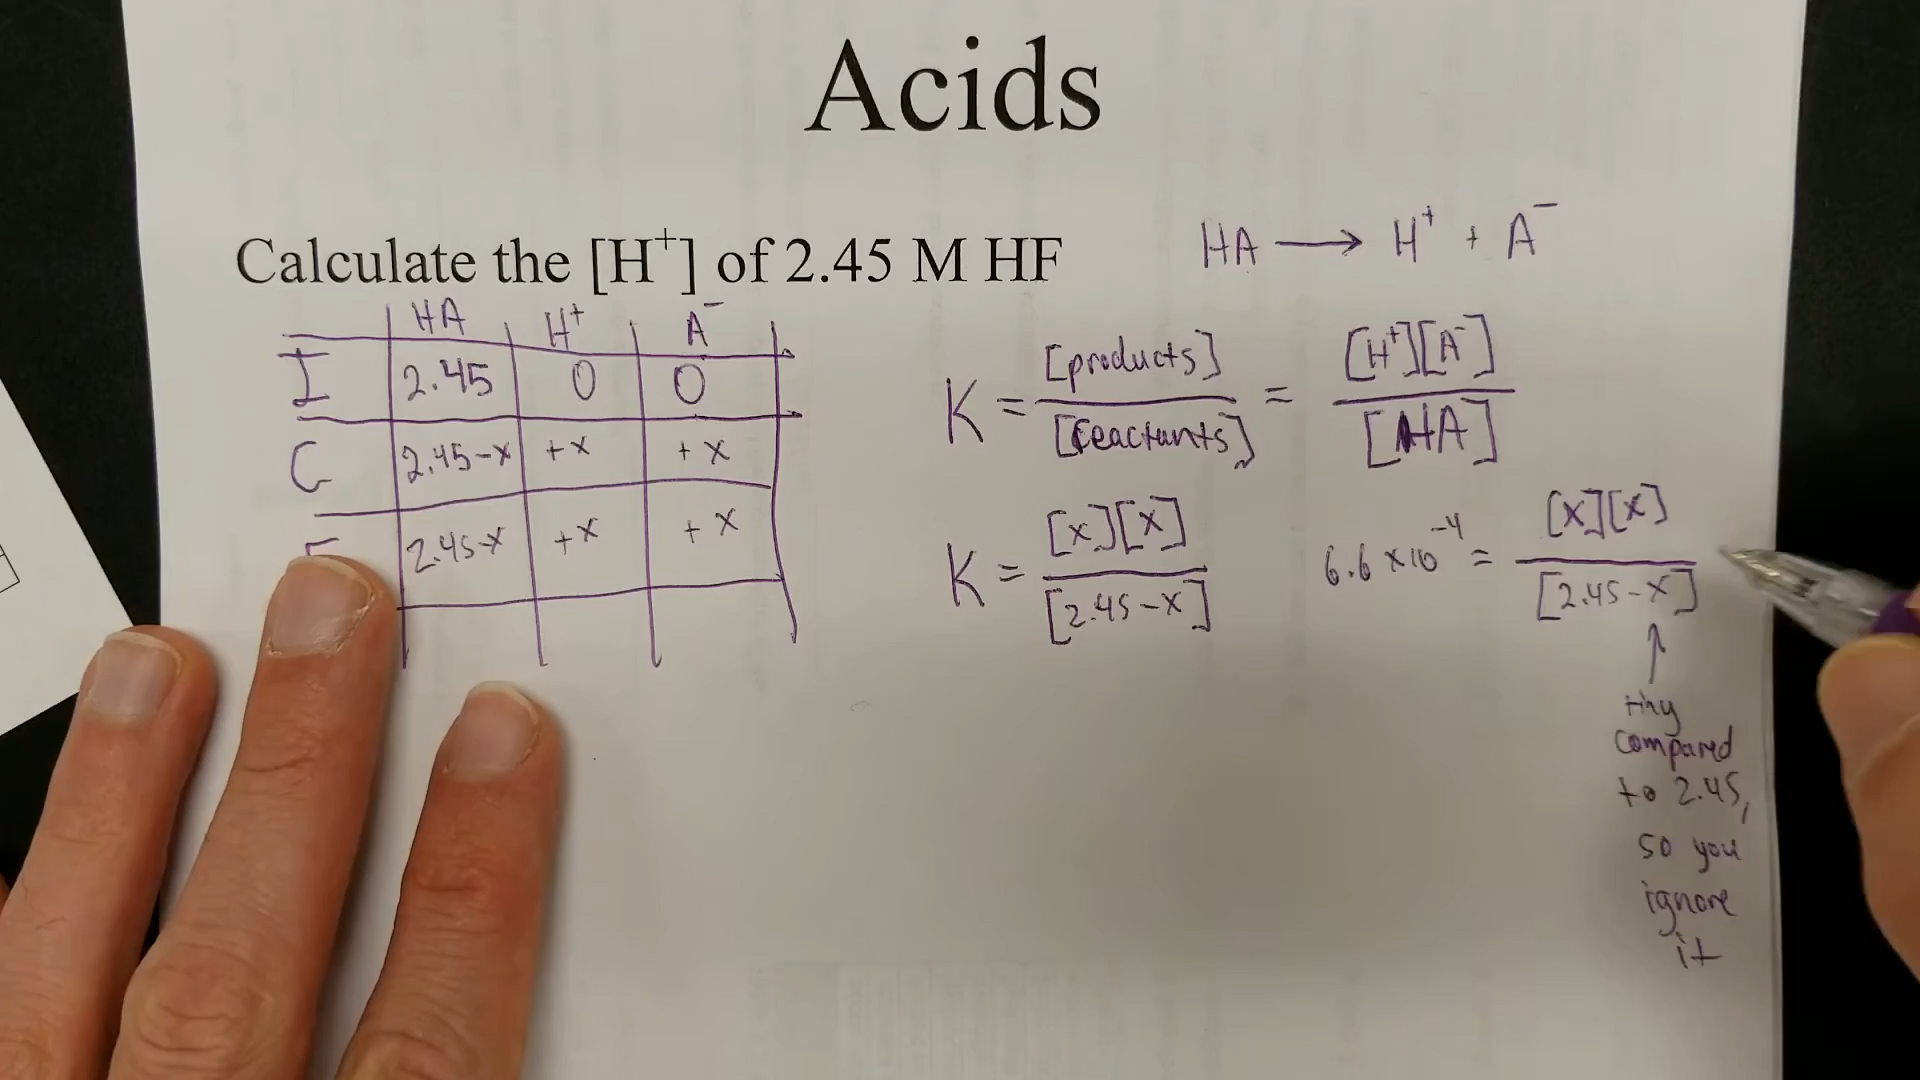 Acids
Calculate the [H⁺] of 2.45 M HF
HA ⟶ H⁺ + A⁻
HA H⁺ A⁻
I 2.45 0 0
C 2.45-x +x +x
2.45-x +x +x
K = [products] / [reactants] = [H⁺][A⁻] / [HA]
K = [x][x] / [2.45-x]
6.6 x10⁻⁴ = [x][x] / [2.45-x]
↑
tiny
compared
to 2.45,
so you
ignore
it